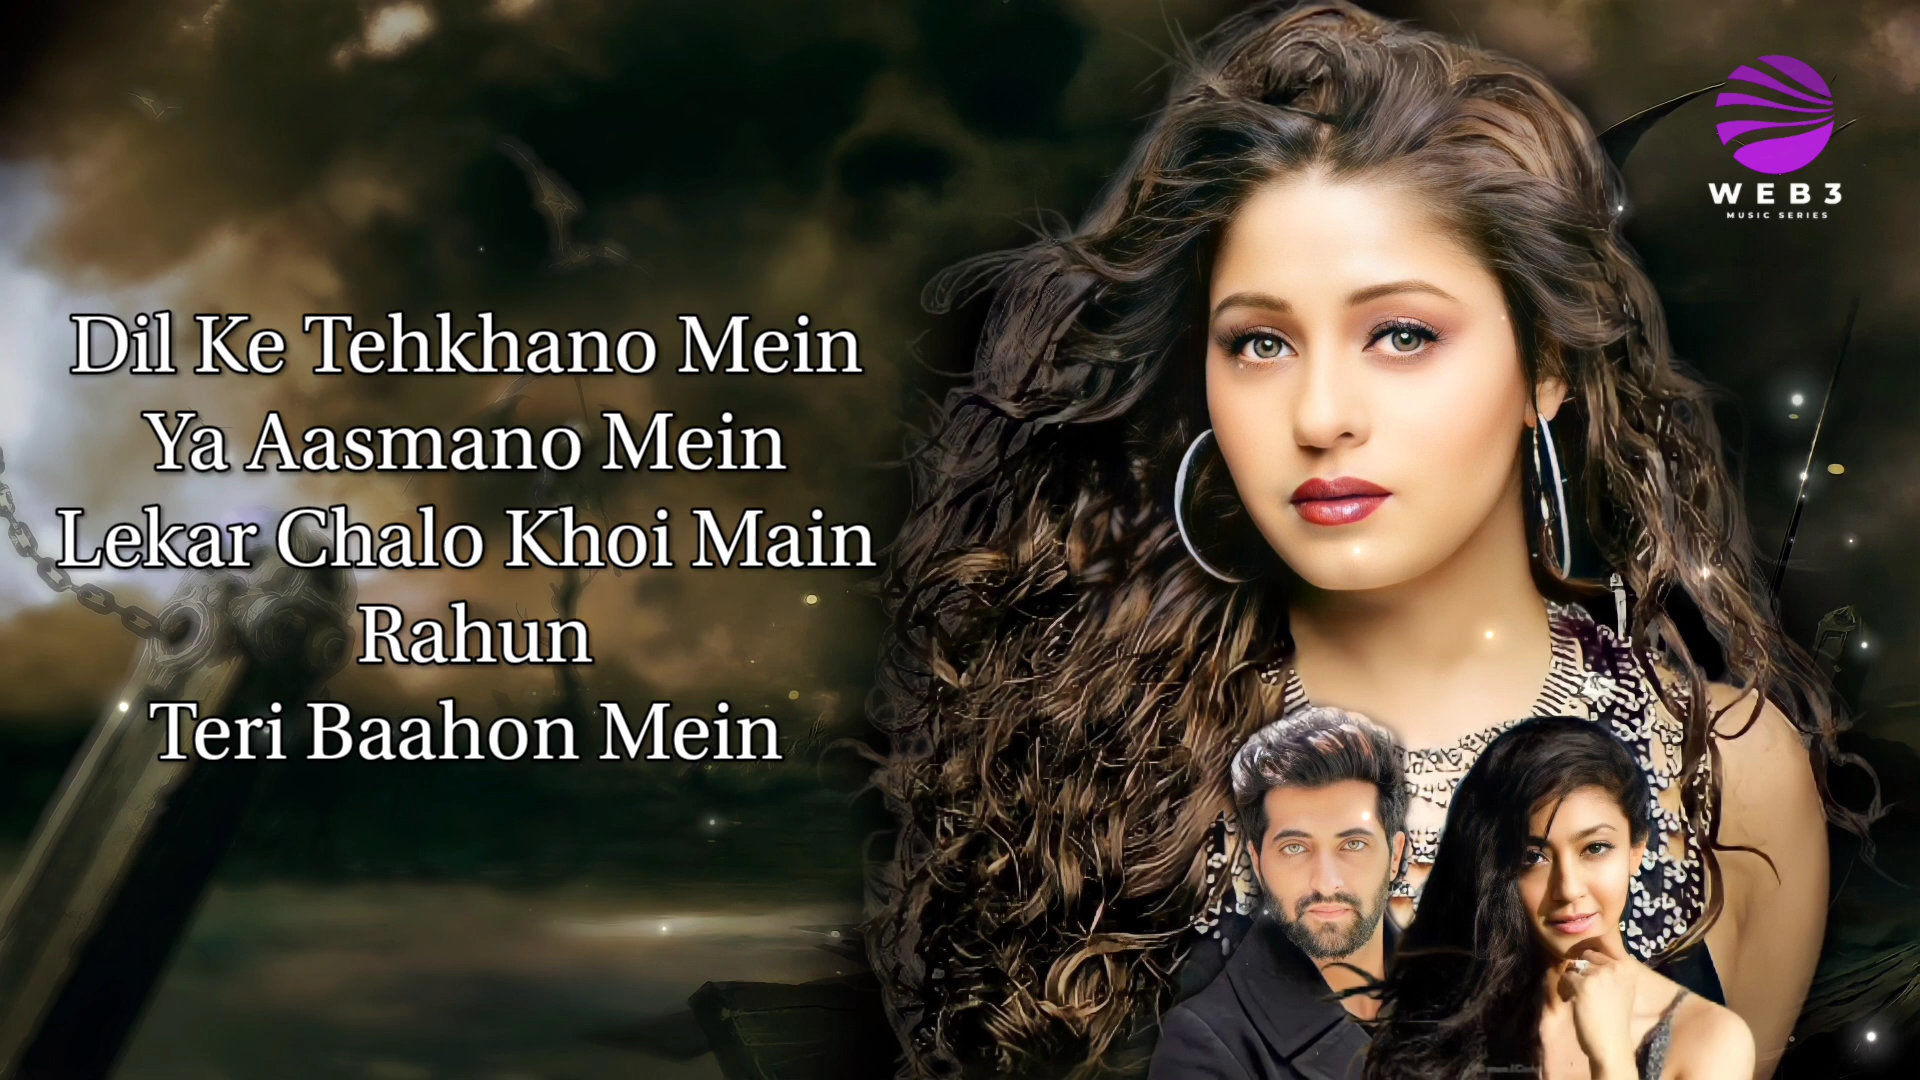 WEB3
MUSIC SERIES
Dil Ke Tehkhano Mein
Ya Aasmano Mein
Lekar Chalo Khoi Main
Rahun
Teri Baahon Mein